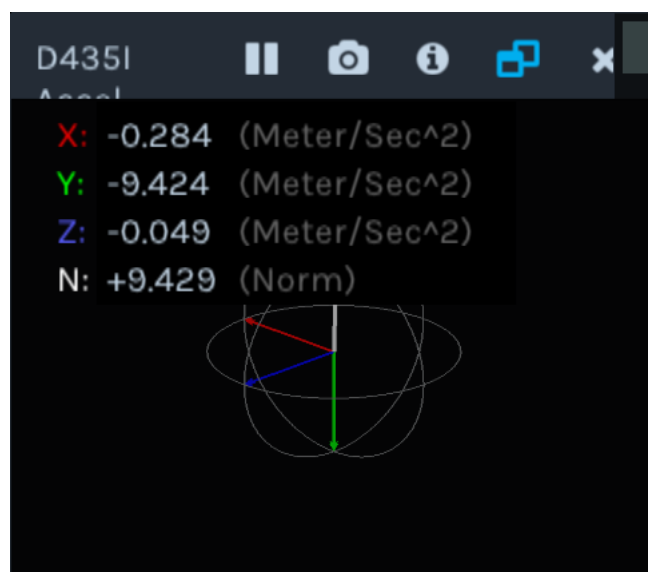 D435I
Accel
X: -0.284 (Meter/Sec^2)
Y: -9.424 (Meter/Sec^2)
Z: -0.049 (Meter/Sec^2)
N: +9.429 (Norm)